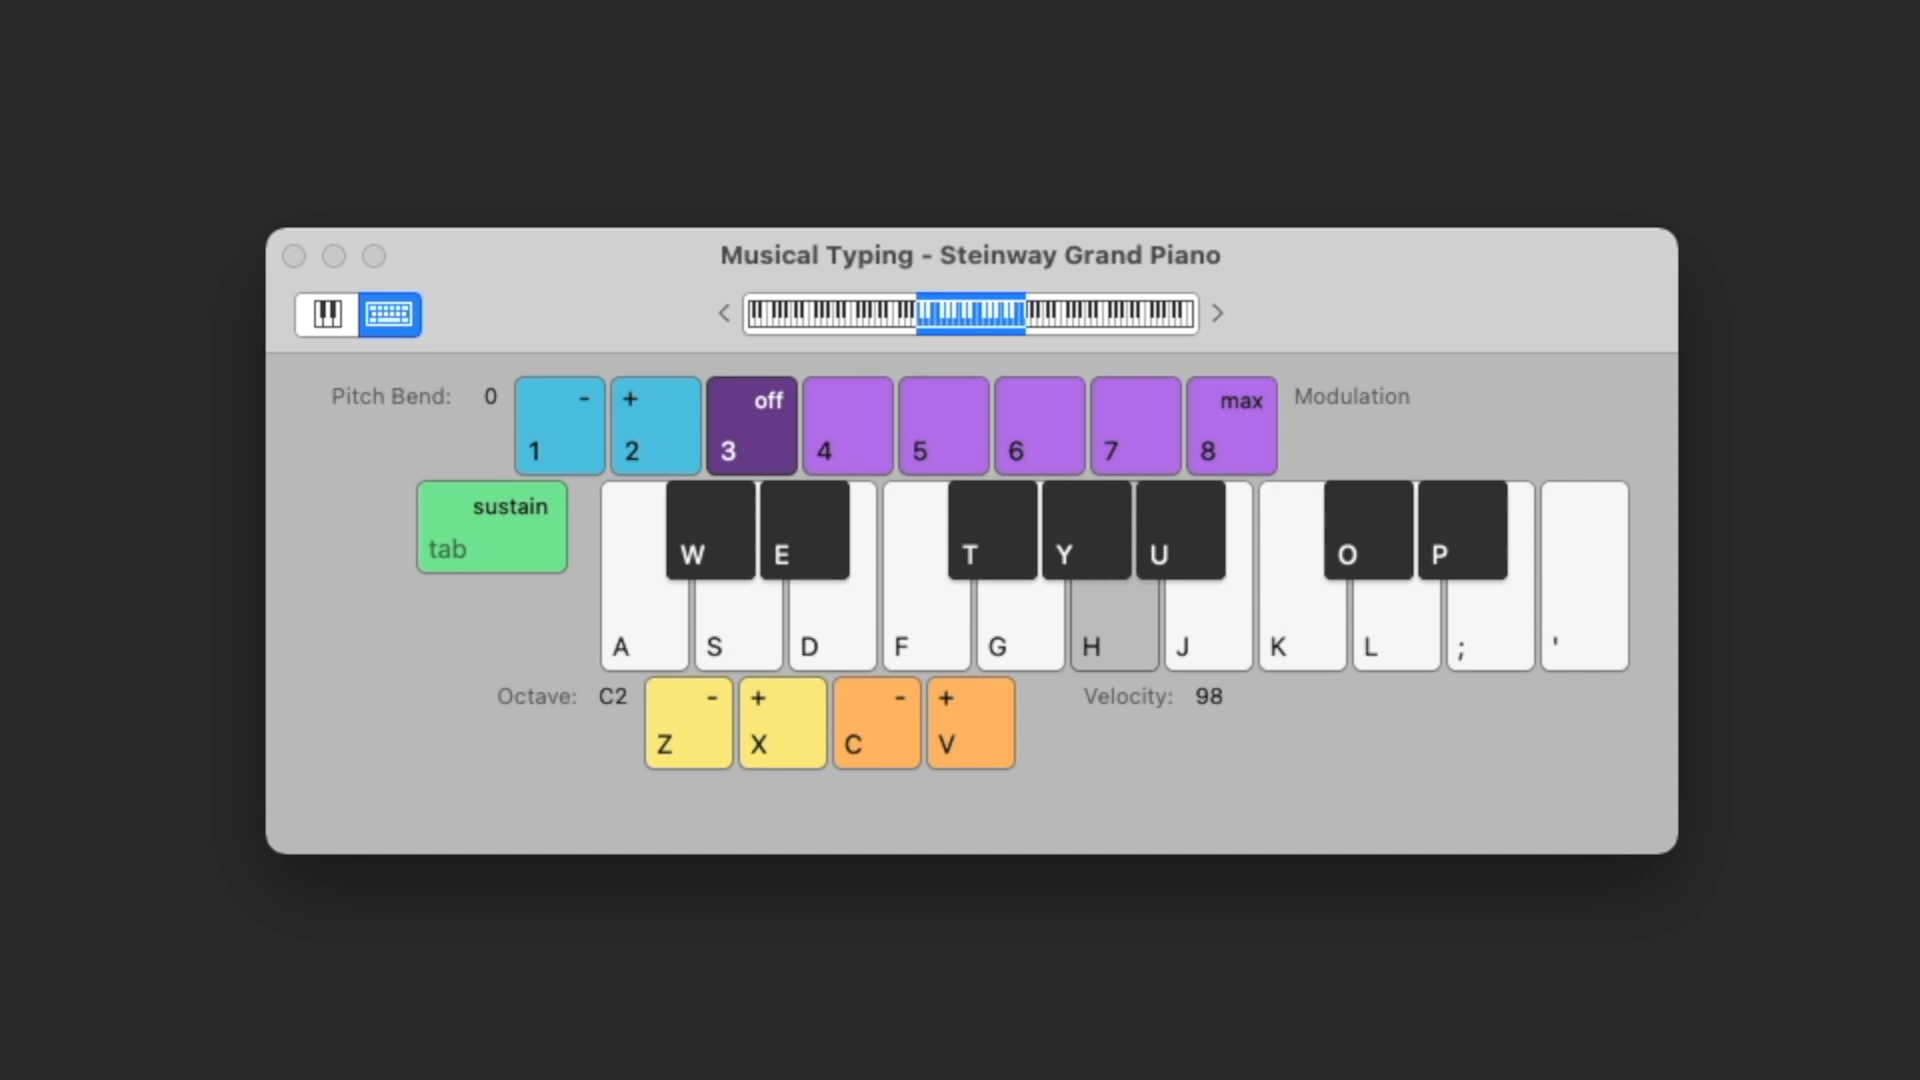 Musical Typing - Steinway Grand Piano
Pitch Bend: 0 - + off max Modulation
1 2 3 4 5 6 7 8
sustain
tab
W E T Y U O P
A S D F G H J K L ; '
Octave: C2 - + - + Velocity: 98
Z X C V